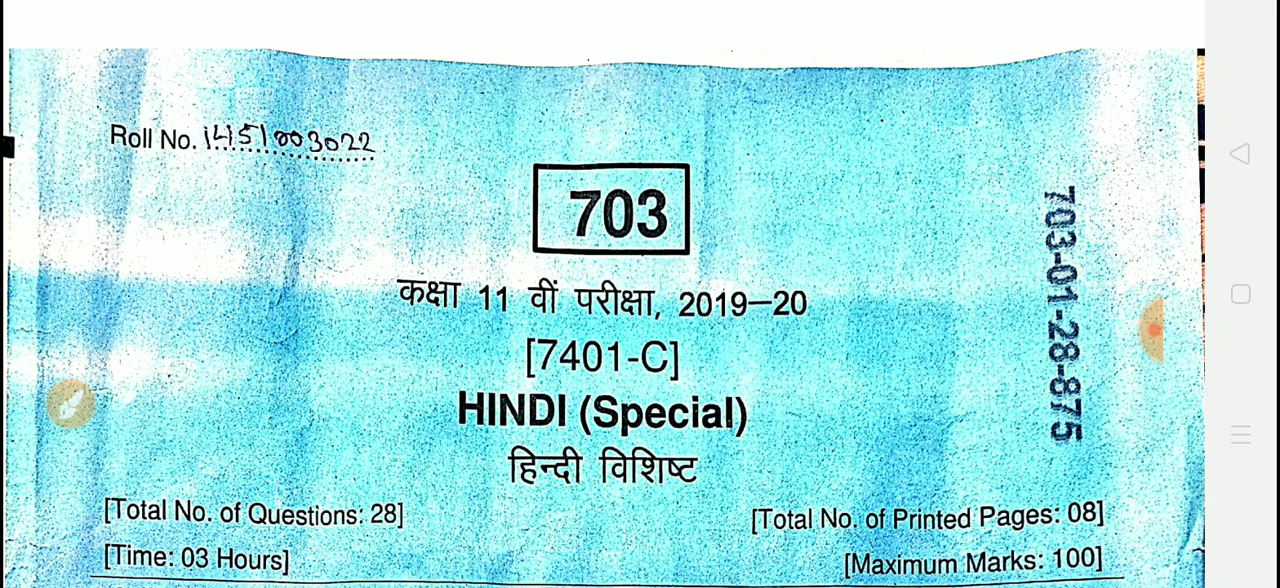 Roll No. 1451003022
703
703-01-28-875
कक्षा 11 वीं परीक्षा, 2019–20
[7401-C]
HINDI (Special)
हिन्दी विशिष्ट
[Total No. of Questions: 28]
[Total No. of Printed Pages: 08]
[Time: 03 Hours]
[Maximum Marks: 100]